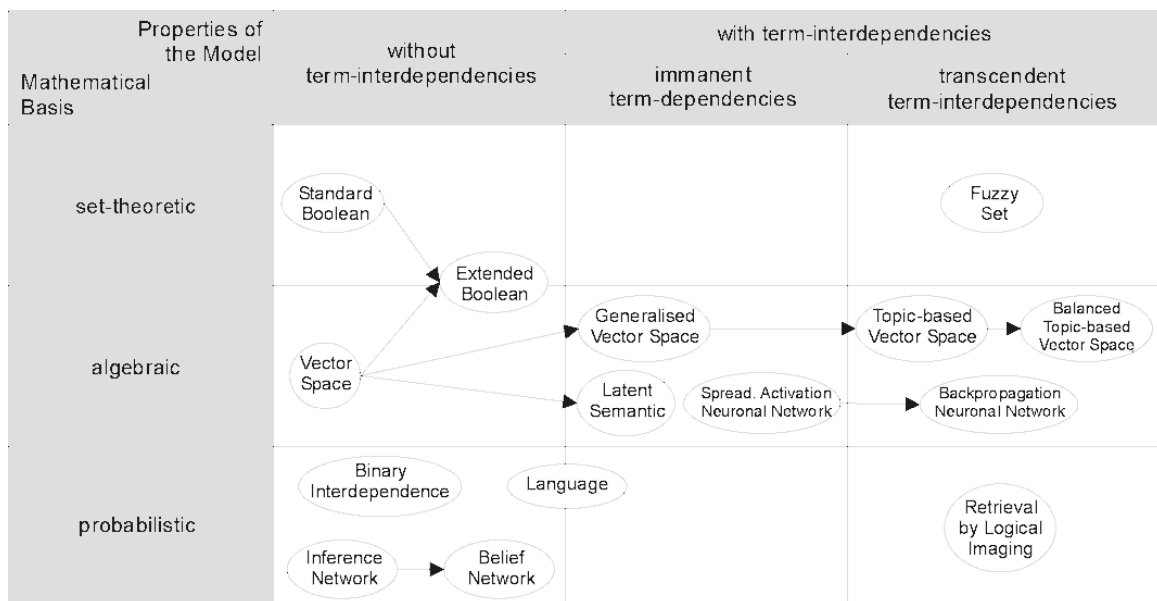 Properties of
the Model
Mathematical
Basis
without
term-interdependencies
with term-interdependencies
immanent
term-dependencies
transcendent
term-interdependencies
set-theoretic
Standard
Boolean
Fuzzy
Set
Extended
Boolean
algebraic
Vector
Space
Generalised
Vector Space
Topic-based
Vector Space
Balanced
Topic-based
Vector Space
Latent
Semantic
Spread. Activation
Neuronal Network
Backpropagation
Neuronal Network
probabilistic
Binary
Interdependence
Language
Retrieval
by Logical
Imaging
Inference
Network
Belief
Network